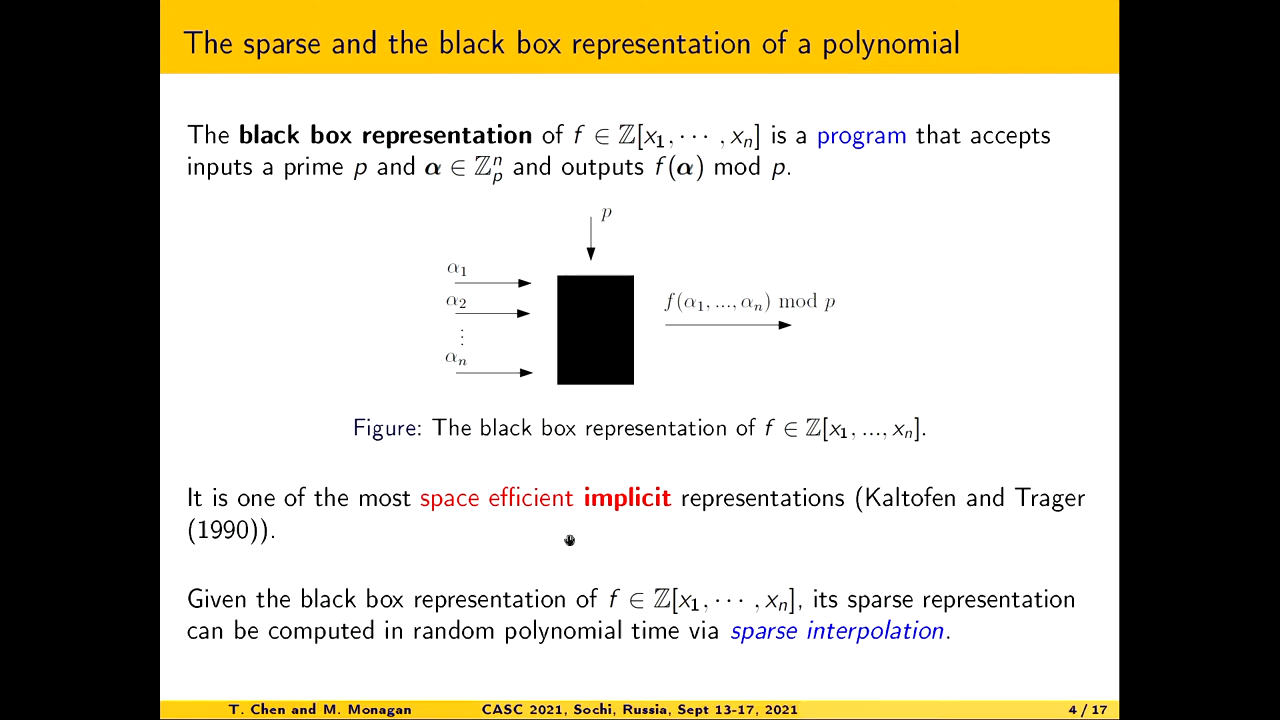 The sparse and the black box representation of a polynomial
The black box representation of f ∈ ℤ[x₁, ⋯ , xₙ] is a program that accepts
inputs a prime p and α ∈ ℤₚⁿ and outputs f(α) mod p.
p
α₁
α₂
⋮
αₙ
f(α₁, ..., αₙ) mod p
Figure: The black box representation of f ∈ ℤ[x₁, ..., xₙ].
It is one of the most space efficient implicit representations (Kaltofen and Trager
(1990)).
Given the black box representation of f ∈ ℤ[x₁, ⋯ , xₙ], its sparse representation
can be computed in random polynomial time via sparse interpolation.
T. Chen and M. Monagan CASC 2021, Sochi, Russia, Sept 13-17, 2021 4 / 17